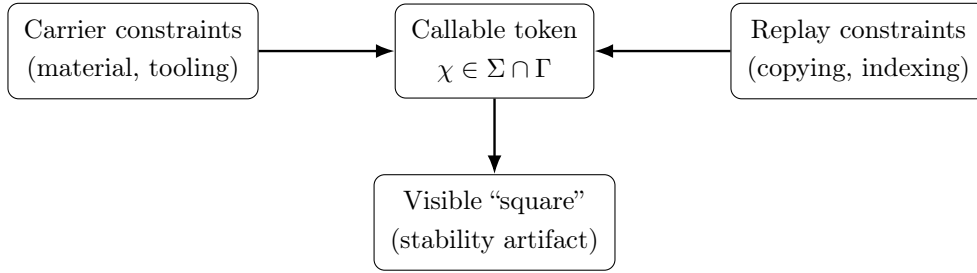 Carrier constraints
(material, tooling)
Callable token
χ ∈ Σ ∩ Γ
Replay constraints
(copying, indexing)
Visible “square”
(stability artifact)